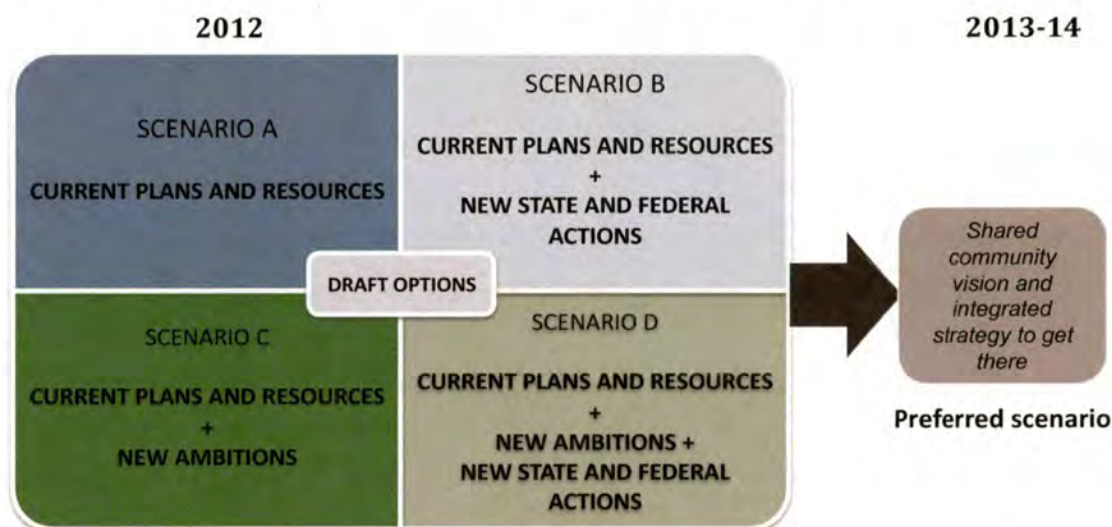 2012
2013-14
SCENARIO A
CURRENT PLANS AND RESOURCES
SCENARIO B
CURRENT PLANS AND RESOURCES
+
NEW STATE AND FEDERAL
ACTIONS
DRAFT OPTIONS
SCENARIO C
CURRENT PLANS AND RESOURCES
+
NEW AMBITIONS
SCENARIO D
CURRENT PLANS AND RESOURCES
+
NEW AMBITIONS +
NEW STATE AND FEDERAL
ACTIONS
Shared
community
vision and
integrated
strategy to get
there
Preferred scenario